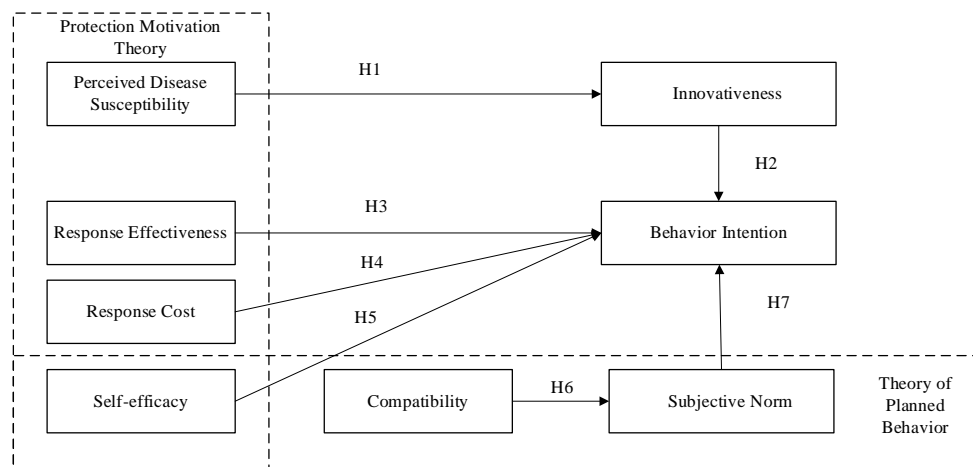 Protection Motivation
Theory
Perceived Disease
Susceptibility
H1
Innovativeness
H2
Response Effectiveness
H3
Behavior Intention
H4
Response Cost
H5
H7
Self-efficacy
Compatibility
H6
Subjective Norm
Theory of
Planned
Behavior